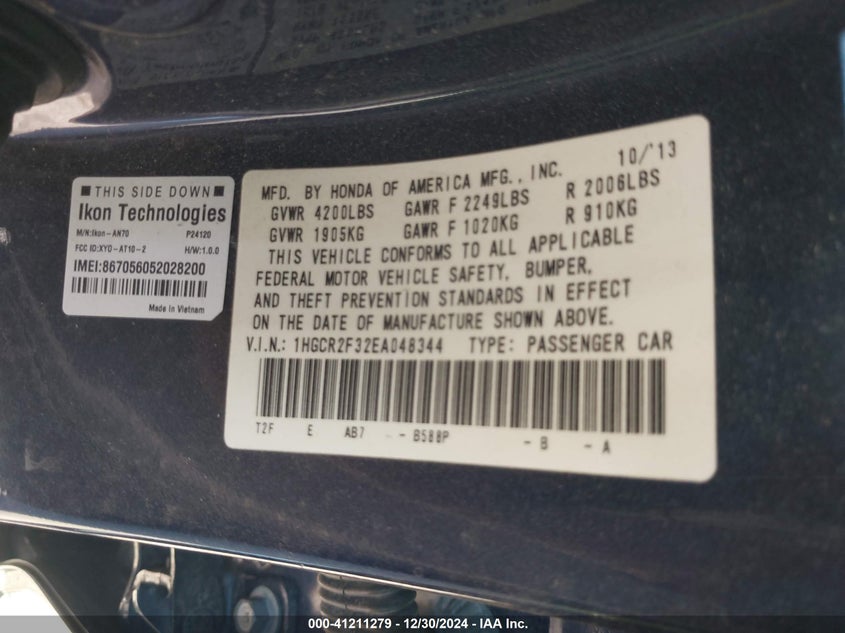 ■ THIS SIDE DOWN ■
Ikon Technologies
M/N:Ikon-AN70 P24120
FCC ID:XYO-AT10-2 H/W:1.0.0
IMEI:867056052028200
Made in Vietnam
MFD. BY HONDA OF AMERICA MFG., INC. 10/'13
GVWR 4200LBS GAWR F 2249LBS R 2006LBS
GVWR 1905KG GAWR F 1020KG R 910KG
THIS VEHICLE CONFORMS TO ALL APPLICABLE
FEDERAL MOTOR VEHICLE SAFETY, BUMPER,
AND THEFT PREVENTION STANDARDS IN EFFECT
ON THE DATE OF MANUFACTURE SHOWN ABOVE.
V.I.N.: 1HGCR2F32EA048344 TYPE: PASSENGER CAR
T2F E AB7 - B588P - B - A
000-41211279 - 12/30/2024 - IAA Inc.